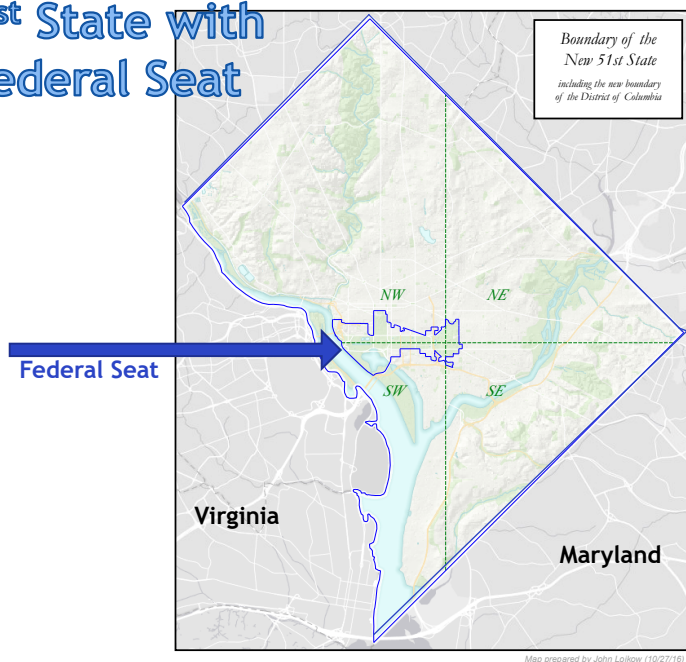 st State with
ederal Seat
Boundary of the
New 51st State
including the new boundary
of the District of Columbia
NW
NE
Federal Seat
SW
SE
Virginia
Maryland
Map prepared by John Loikow (10/27/16)